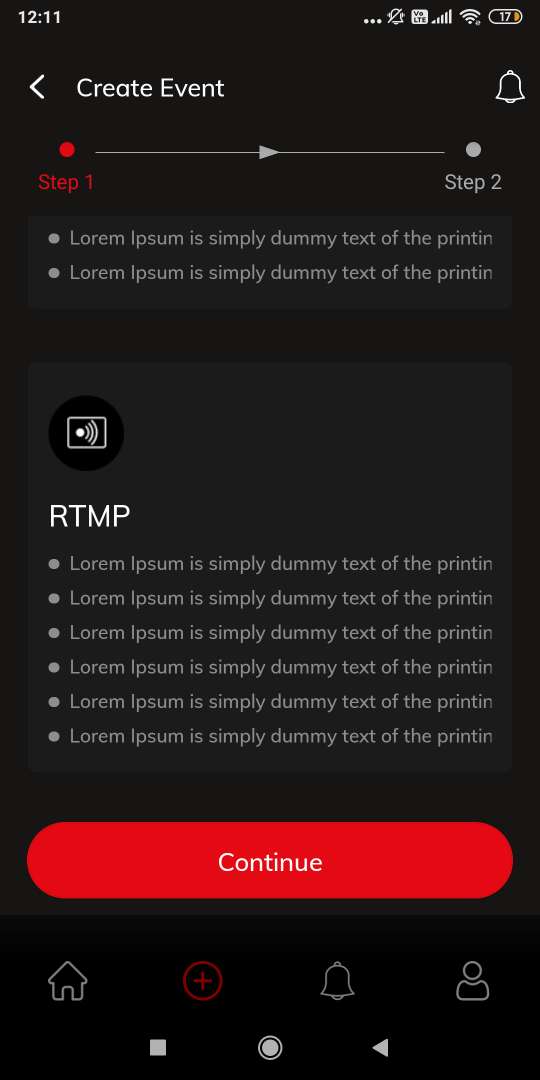 12:11
Vo
LTE
17
Create Event
Step 1
Step 2
Lorem Ipsum is simply dummy text of the printin
Lorem Ipsum is simply dummy text of the printin
RTMP
Lorem Ipsum is simply dummy text of the printin
Lorem Ipsum is simply dummy text of the printin
Lorem Ipsum is simply dummy text of the printin
Lorem Ipsum is simply dummy text of the printin
Lorem Ipsum is simply dummy text of the printin
Lorem Ipsum is simply dummy text of the printin
Continue